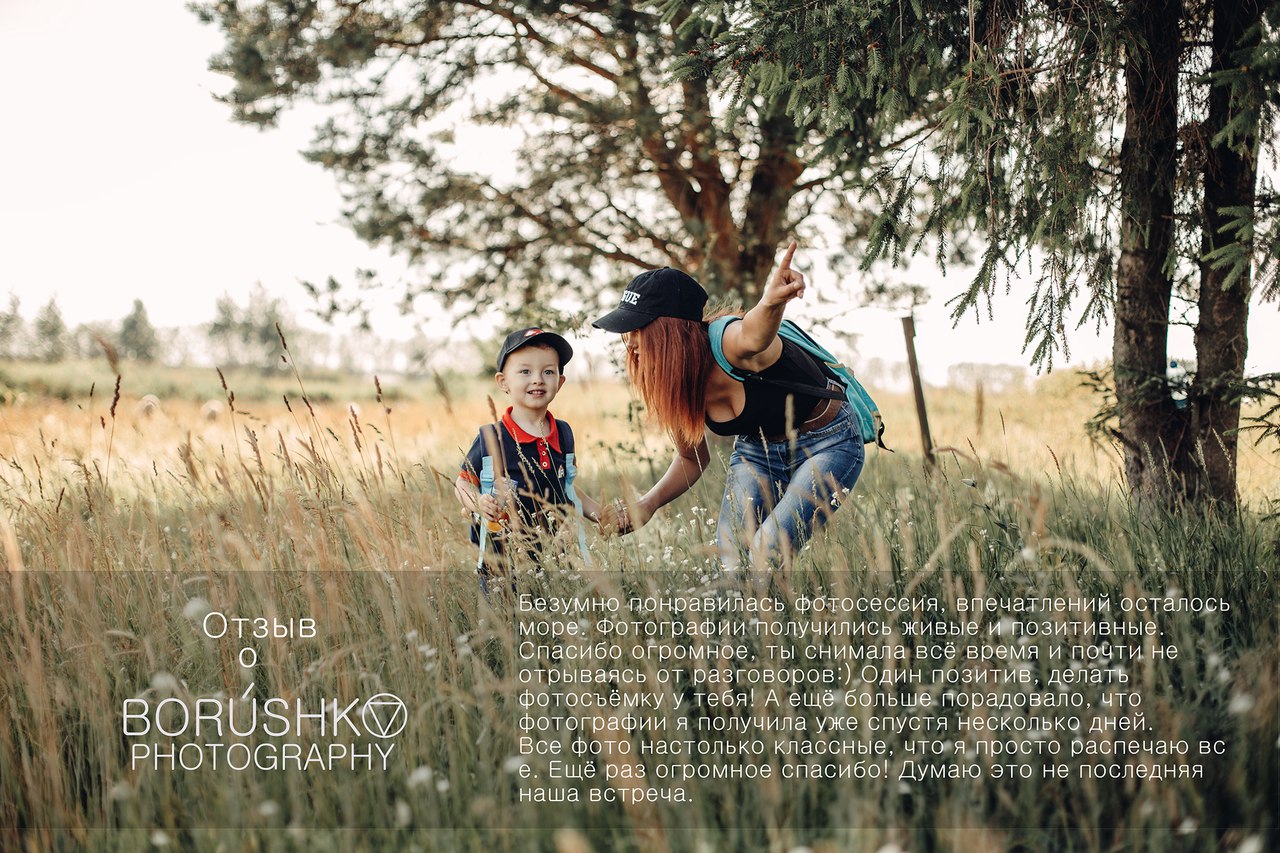 GUE
Отзыв
о
BORÚSHKO
PHOTOGRAPHY
Безумно понравилась фотосессия, впечатлений осталось
море. Фотографии получились живые и позитивные.
Спасибо огромное, ты снимала всё время и почти не
отрываясь от разговоров:) Один позитив, делать
фотосъёмку у тебя! А ещё больше порадовало, что
фотографии я получила уже спустя несколько дней.
Все фото настолько классные, что я просто распечаю вс
е. Ещё раз огромное спасибо! Думаю это не последняя
наша встреча.